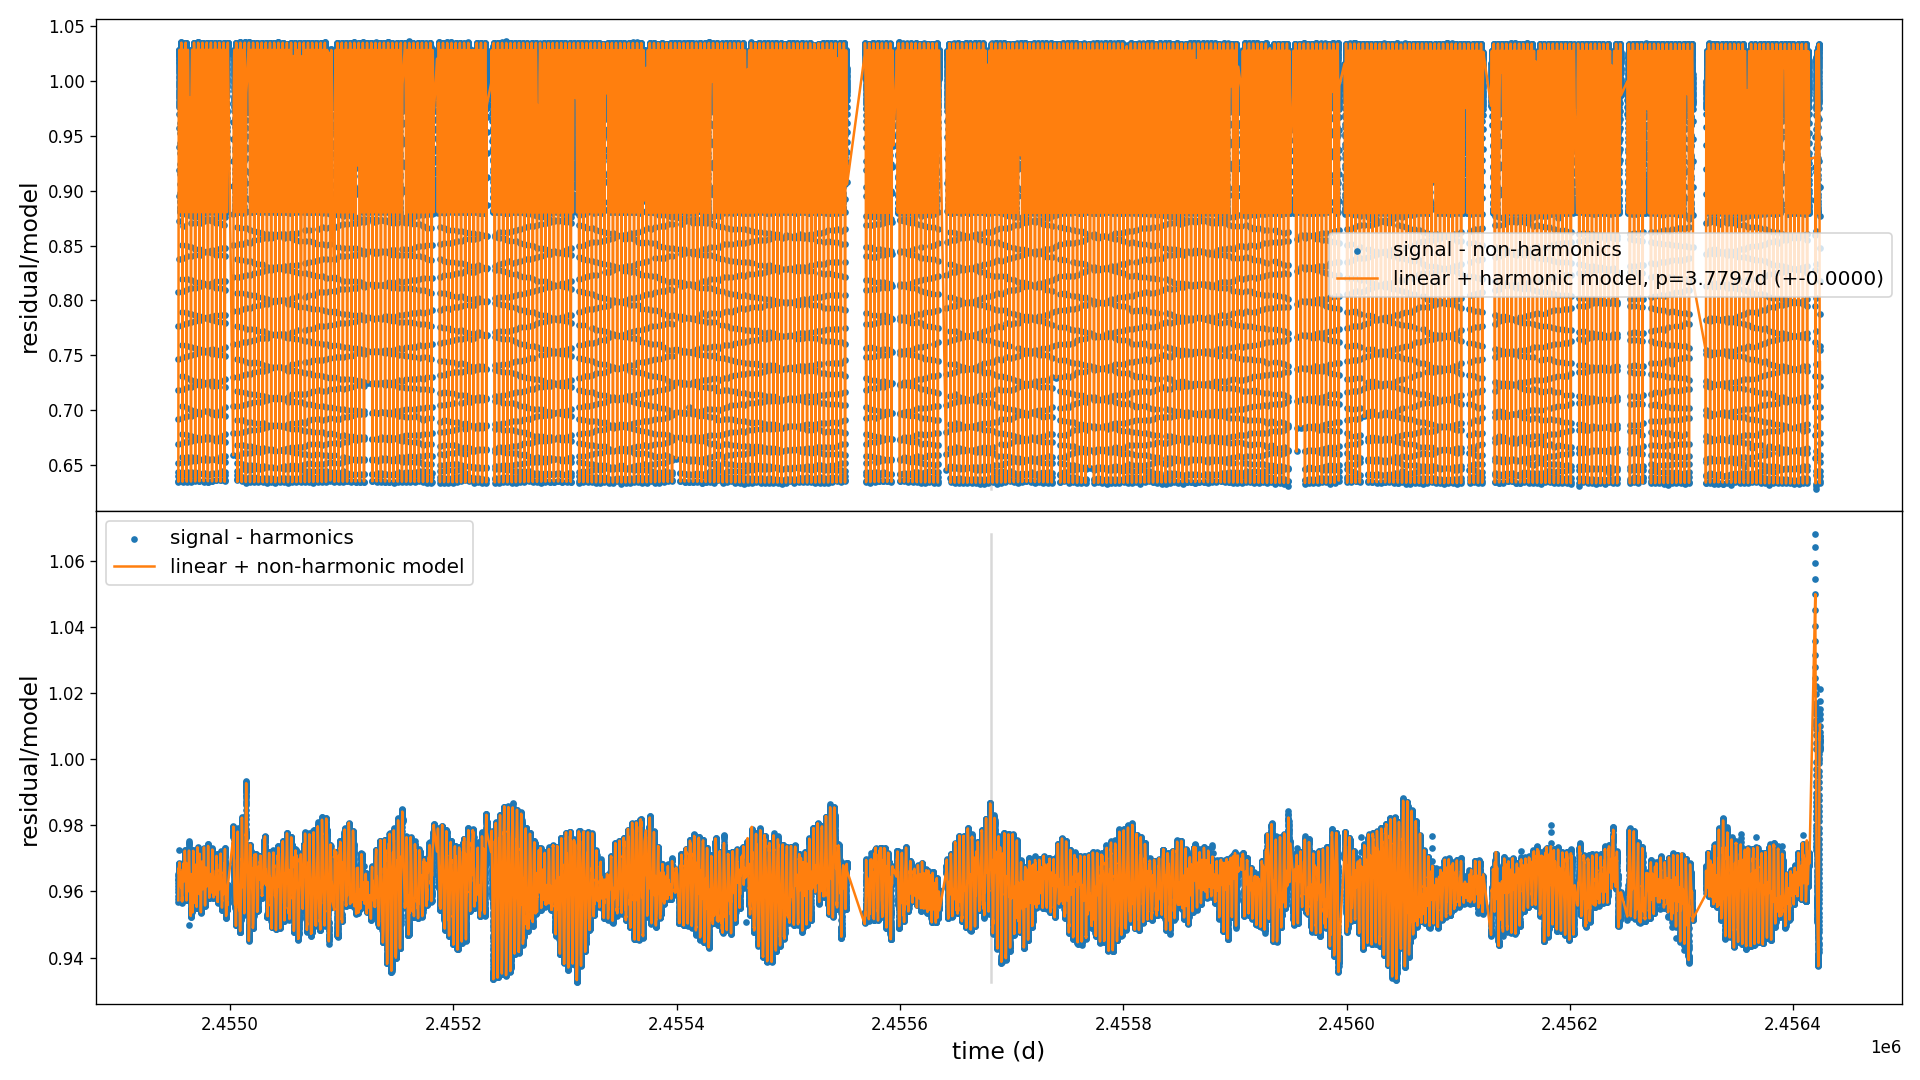 1.05
1.00
0.95
0.90
0.85
0.80
0.75
0.70
0.65
residual/model
signal - non-harmonics
linear + harmonic model, p=3.7797d (+-0.0000)
signal - harmonics
linear + non-harmonic model
1.06
1.04
1.02
1.00
0.98
0.96
0.94
residual/model
2.4550 2.4552 2.4554 2.4556 2.4558 2.4560 2.4562 2.4564
1e6
time (d)